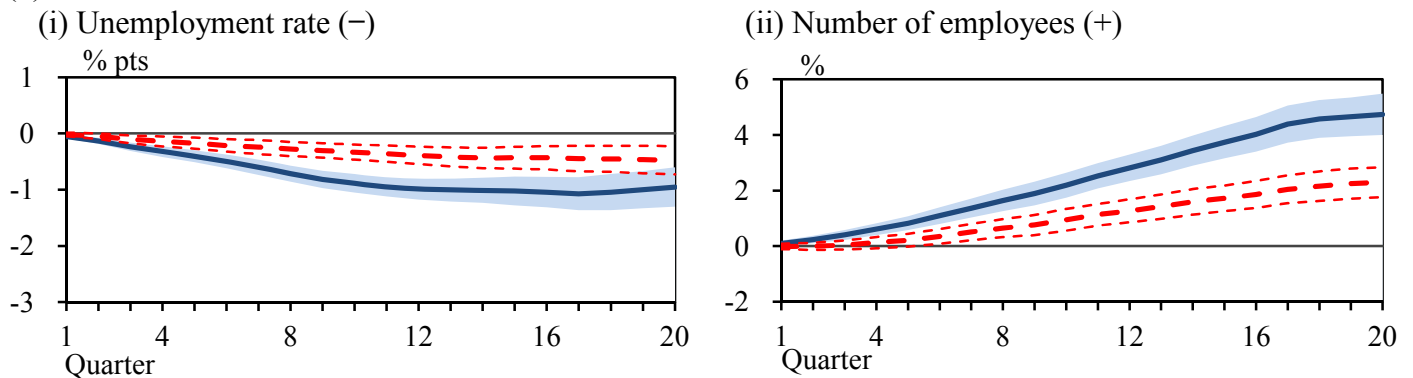 (i) Unemployment rate (−)
% pts
1
0
-1
-2
-3
1 4 8 12 16 20
Quarter
(ii) Number of employees (+)
%
6
4
2
0
-2
1 4 8 12 16 20
Quarter